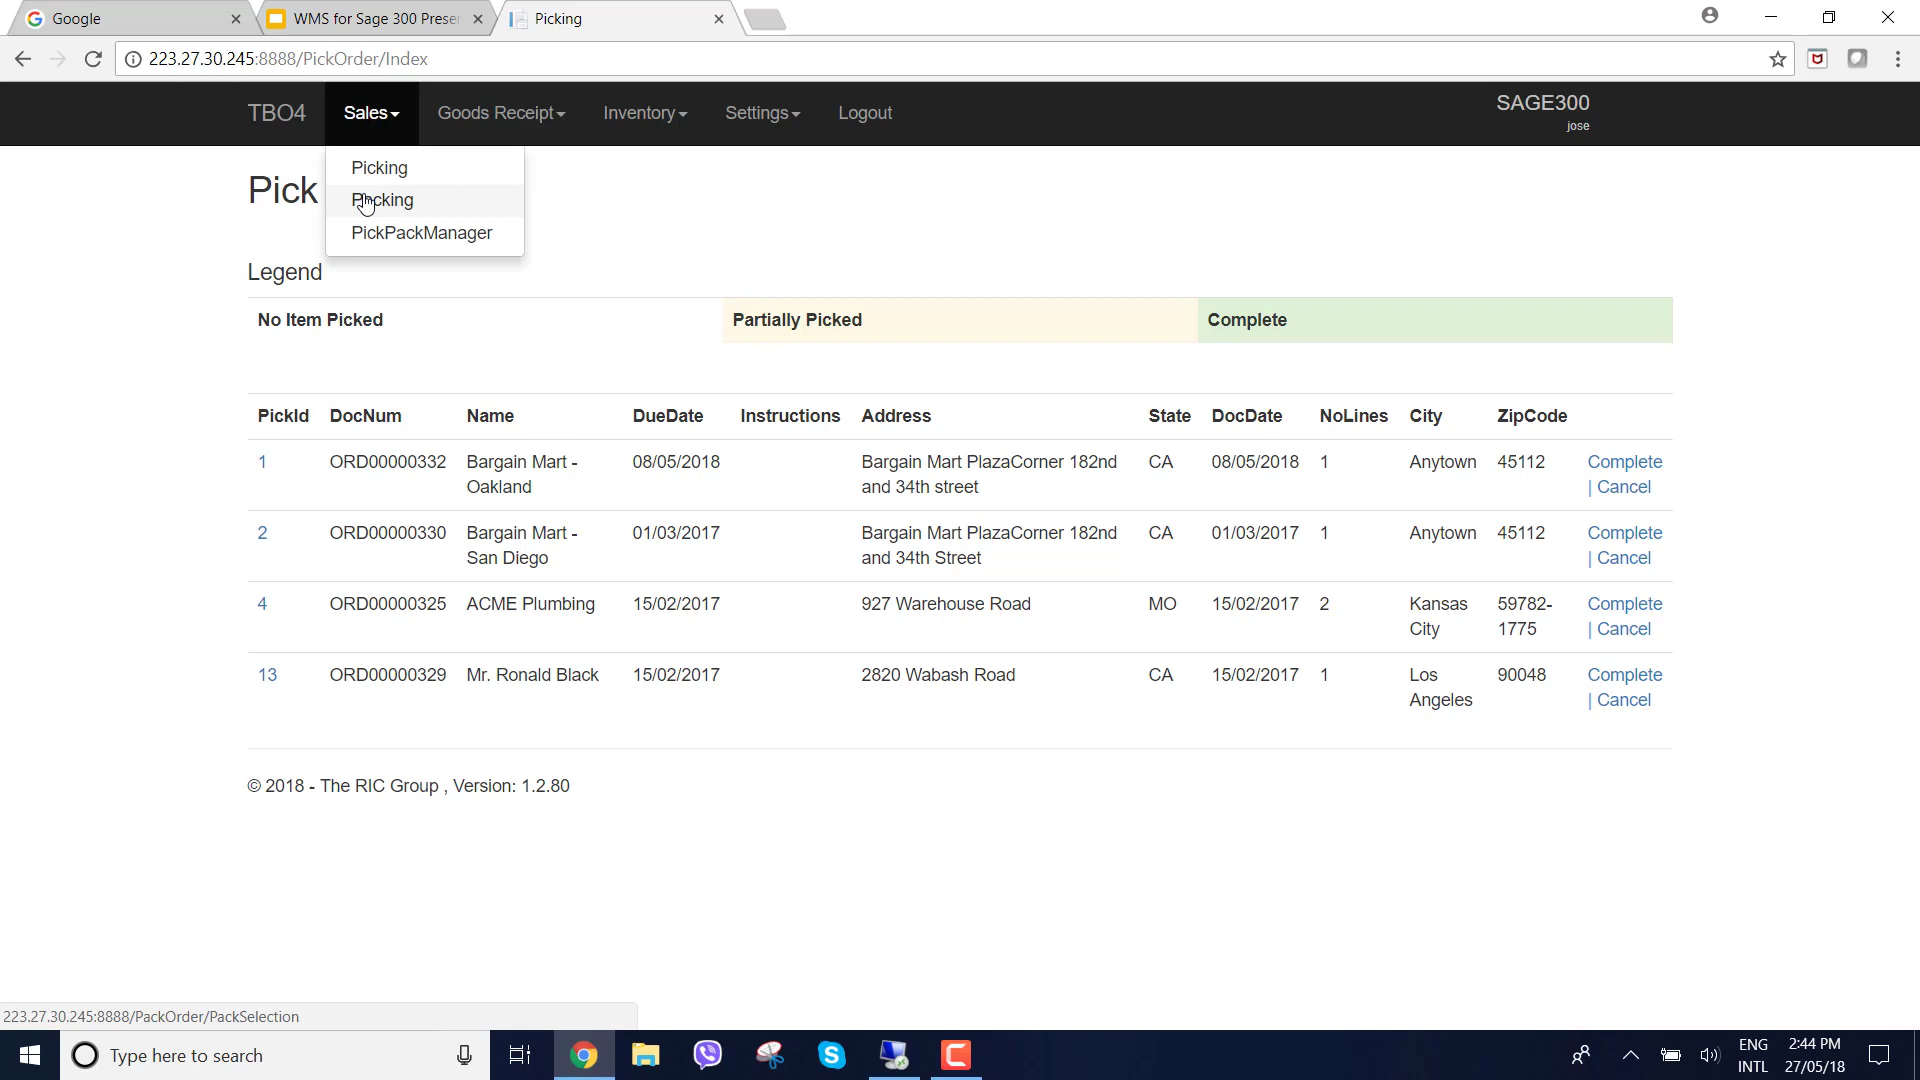 Google
WMS for Sage 300 Presen
Picking
223.27.30.245:8888/PickOrder/Index
TBO4
Sales
Goods Receipt
Inventory
Settings
Logout
SAGE300
jose
Picking
Packing
PickPackManager
Pick
Legend
No Item Picked
Partially Picked
Complete
PickId DocNum Name DueDate Instructions Address State DocDate NoLines City ZipCode
1 ORD00000332 Bargain Mart - 08/05/2018 Bargain Mart PlazaCorner 182nd CA 08/05/2018 1 Anytown 45112 Complete
Oakland and 34th street | Cancel
2 ORD00000330 Bargain Mart - 01/03/2017 Bargain Mart PlazaCorner 182nd CA 01/03/2017 1 Anytown 45112 Complete
San Diego and 34th Street | Cancel
4 ORD00000325 ACME Plumbing 15/02/2017 927 Warehouse Road MO 15/02/2017 2 Kansas 59782- Complete
City 1775 | Cancel
13 ORD00000329 Mr. Ronald Black 15/02/2017 2820 Wabash Road CA 15/02/2017 1 Los 90048 Complete
Angeles | Cancel
© 2018 - The RIC Group , Version: 1.2.80
223.27.30.245:8888/PackOrder/PackSelection
Type here to search
ENG 2:44 PM
INTL 27/05/18